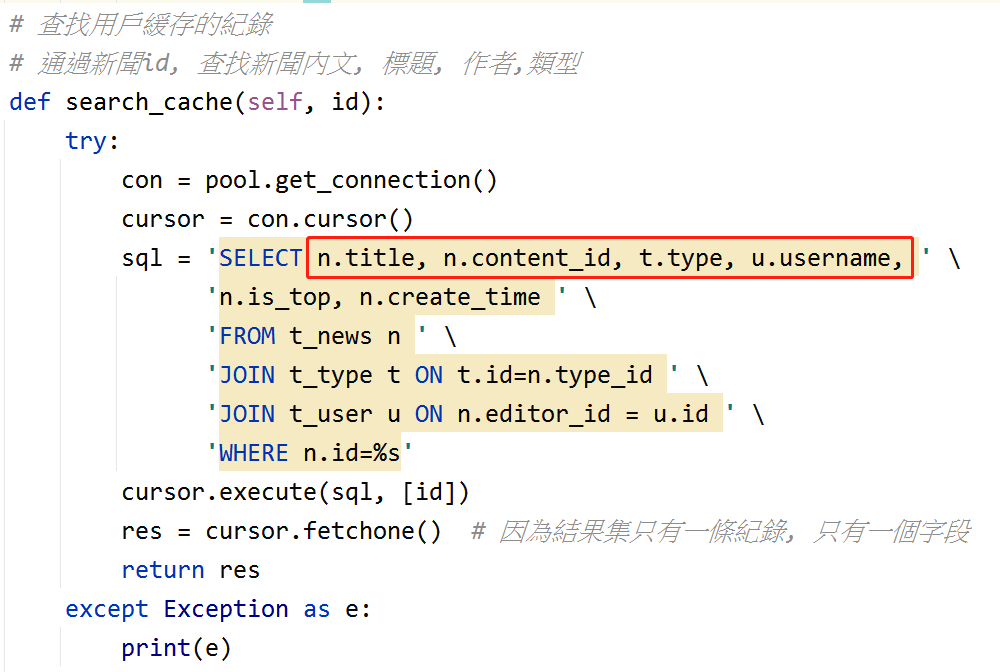 # 查找用戶緩存的紀錄
# 通過新聞id, 查找新聞內文, 標題, 作者,類型
def search_cache(self, id):
try:
con = pool.get_connection()
cursor = con.cursor()
sql = 'SELECT n.title, n.content_id, t.type, u.username, ' \
'n.is_top, n.create_time ' \
'FROM t_news n ' \
'JOIN t_type t ON t.id=n.type_id ' \
'JOIN t_user u ON n.editor_id = u.id ' \
'WHERE n.id=%s'
cursor.execute(sql, [id])
res = cursor.fetchone()  # 因為結果集只有一條紀錄, 只有一個字段
return res
except Exception as e:
print(e)